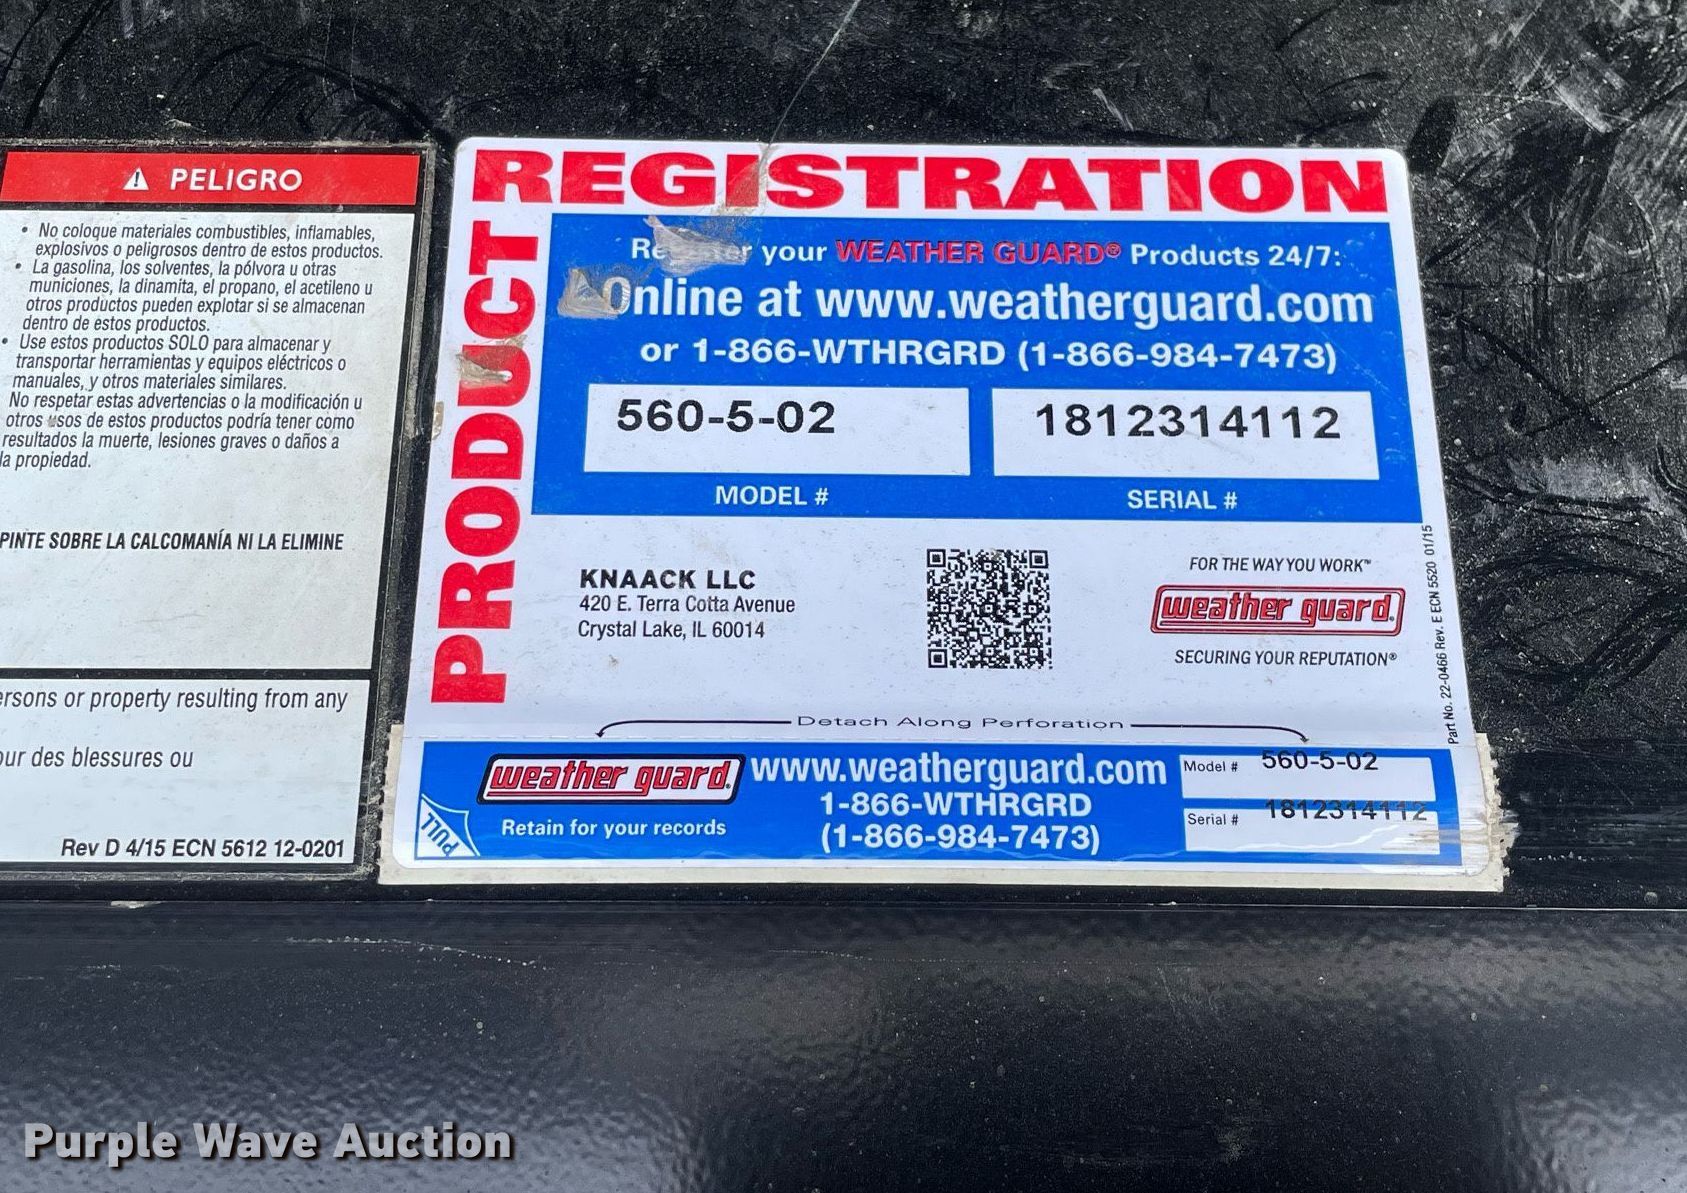 PELIGRO
• No coloque materiales combustibles, inflamables,
explosivos o peligrosos dentro de estos productos.
• La gasolina, los solventes, la pólvora u otras
municiones, la dinamita, el propano, el acetileno u
otros productos pueden explotar si se almacenan
dentro de estos productos.
• Use estos productos SOLO para almacenar y
transportar herramientas y equipos eléctricos o
manuales, y otros materiales similares.
No respetar estas advertencias o la modificación u
otros usos de estos productos podría tener como
resultados la muerte, lesiones graves o daños a
la propiedad.
PINTE SOBRE LA CALCOMANÍA NI LA ELIMINE
ersons or property resulting from any
our des blessures ou
Rev D 4/15 ECN 5612 12-0201
PRODUCT
REGISTRATION
your WEATHER GUARD® Products 24/7:
Online at www.weatherguard.com
or 1-866-WTHRGRD (1-866-984-7473)
560-5-02
1812314112
MODEL #
SERIAL #
KNAACK LLC
420 E. Terra Cotta Avenue
Crystal Lake, IL 60014
FOR THE WAY YOU WORK™
weather guard.
SECURING YOUR REPUTATION®
Part No. 22-0466 Rev. E ECN 5520 01/15
Detach Along Perforation
PULL
weather guard.
Retain for your records
www.weatherguard.com
1-866-WTHRGRD
(1-866-984-7473)
Model # 560-5-02
Serial # 1812314112
Purple Wave Auction